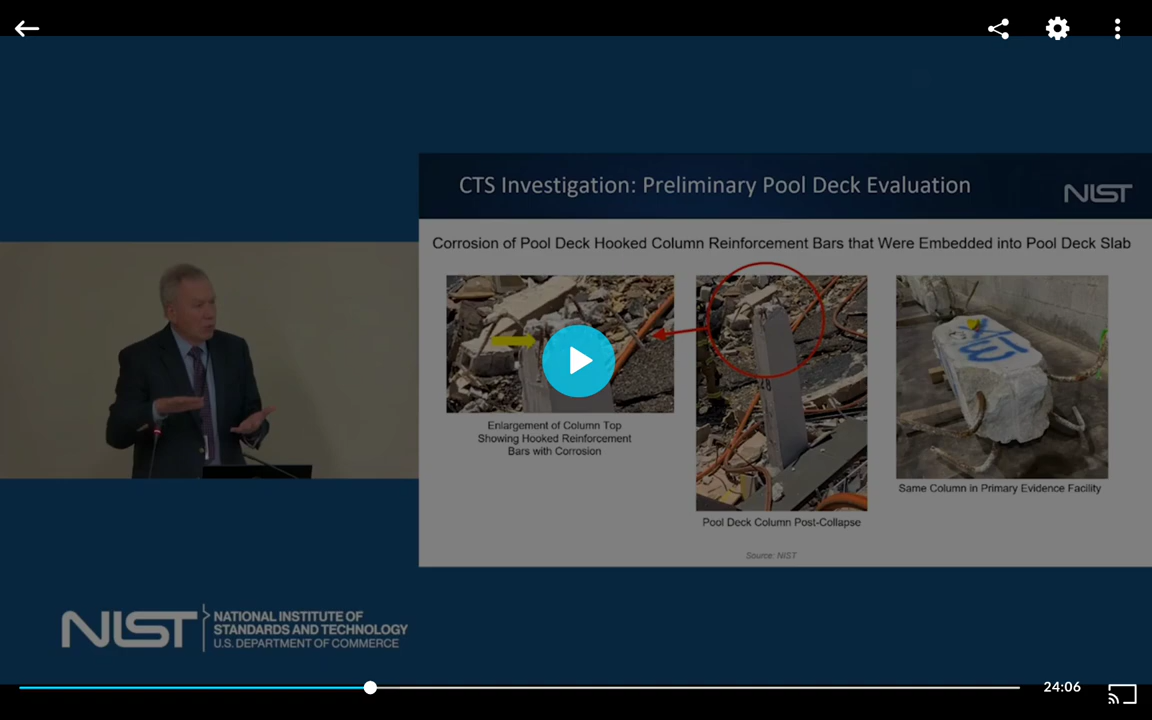 CTS Investigation: Preliminary Pool Deck Evaluation
NIST
Corrosion of Pool Deck Hooked Column Reinforcement Bars that Were Embedded into Pool Deck Slab
Enlargement of Column Top
Showing Hooked Reinforcement
Bars with Corrosion
Pool Deck Column Post-Collapse
Same Column in Primary Evidence Facility
Source: NIST
NIST
NATIONAL INSTITUTE OF
STANDARDS AND TECHNOLOGY
U.S. DEPARTMENT OF COMMERCE
24:06